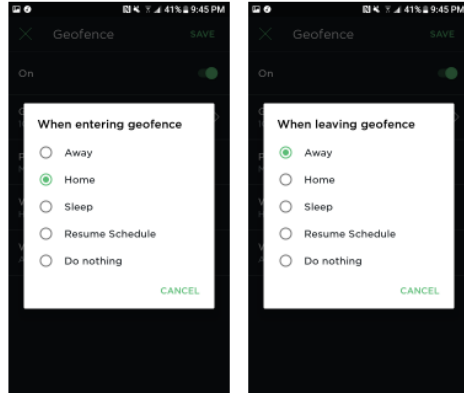 41% 9:45 PM
Geofence SAVE
On
When entering geofence
Away
Home
Sleep
Resume Schedule
Do nothing
CANCEL
41% 9:45 PM
Geofence SAVE
On
When leaving geofence
Away
Home
Sleep
Resume Schedule
Do nothing
CANCEL